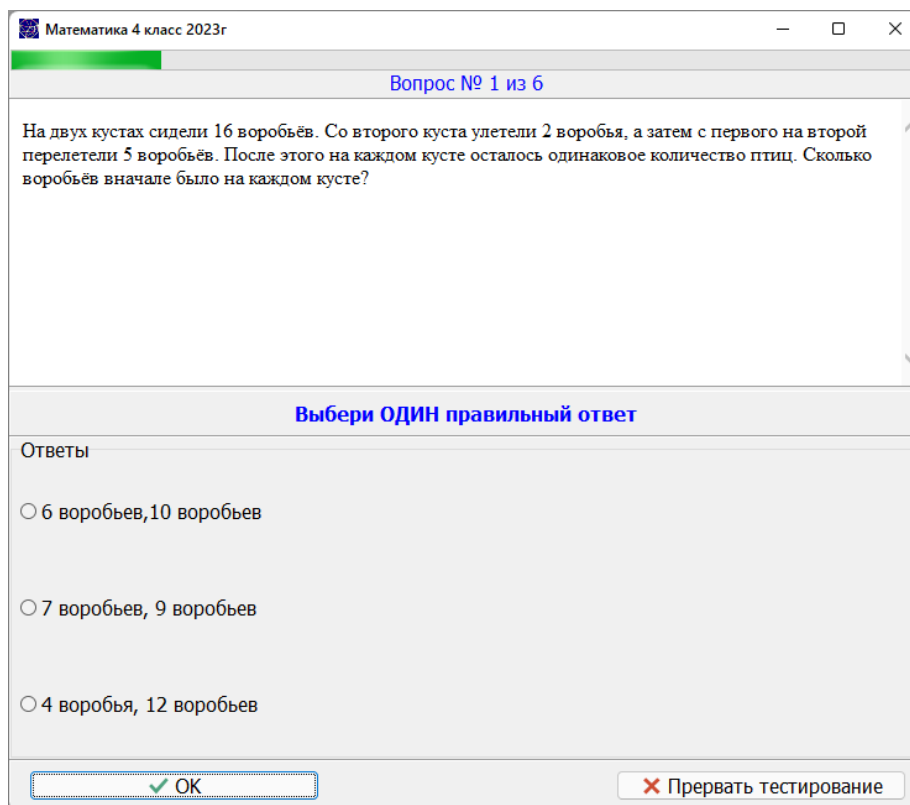 Математика 4 класс 2023г
Вопрос № 1 из 6
На двух кустах сидели 16 воробьёв. Со второго куста улетели 2 воробья, а затем с первого на второй
перелетели 5 воробьёв. После этого на каждом кусте осталось одинаковое количество птиц. Сколько
воробьёв вначале было на каждом кусте?
Выбери ОДИН правильный ответ
Ответы
6 воробьев,10 воробьев
7 воробьев, 9 воробьев
4 воробья, 12 воробьев
OK
Прервать тестирование